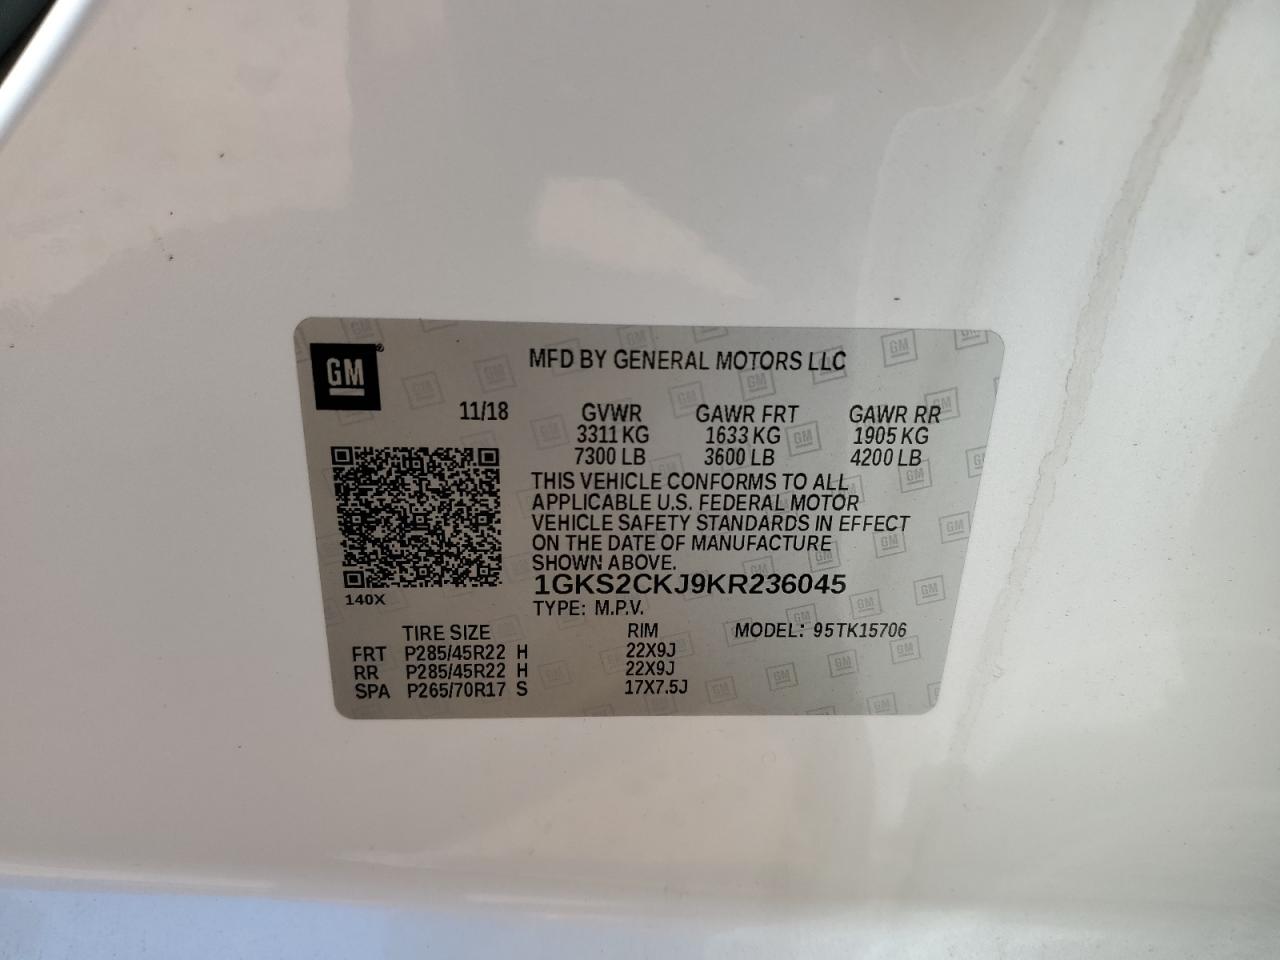 GM
MFD BY GENERAL MOTORS LLC
11/18 GVWR GAWR FRT GAWR RR
3311 KG 1633 KG 1905 KG
7300 LB 3600 LB 4200 LB
THIS VEHICLE CONFORMS TO ALL
APPLICABLE U.S. FEDERAL MOTOR
VEHICLE SAFETY STANDARDS IN EFFECT
ON THE DATE OF MANUFACTURE
SHOWN ABOVE.
1GKS2CKJ9KR236045
140X
TYPE: M.P.V.
TIRE SIZE RIM MODEL: 95TK15706
FRT P285/45R22 H 22X9J
RR P285/45R22 H 22X9J
SPA P265/70R17 S 17X7.5J